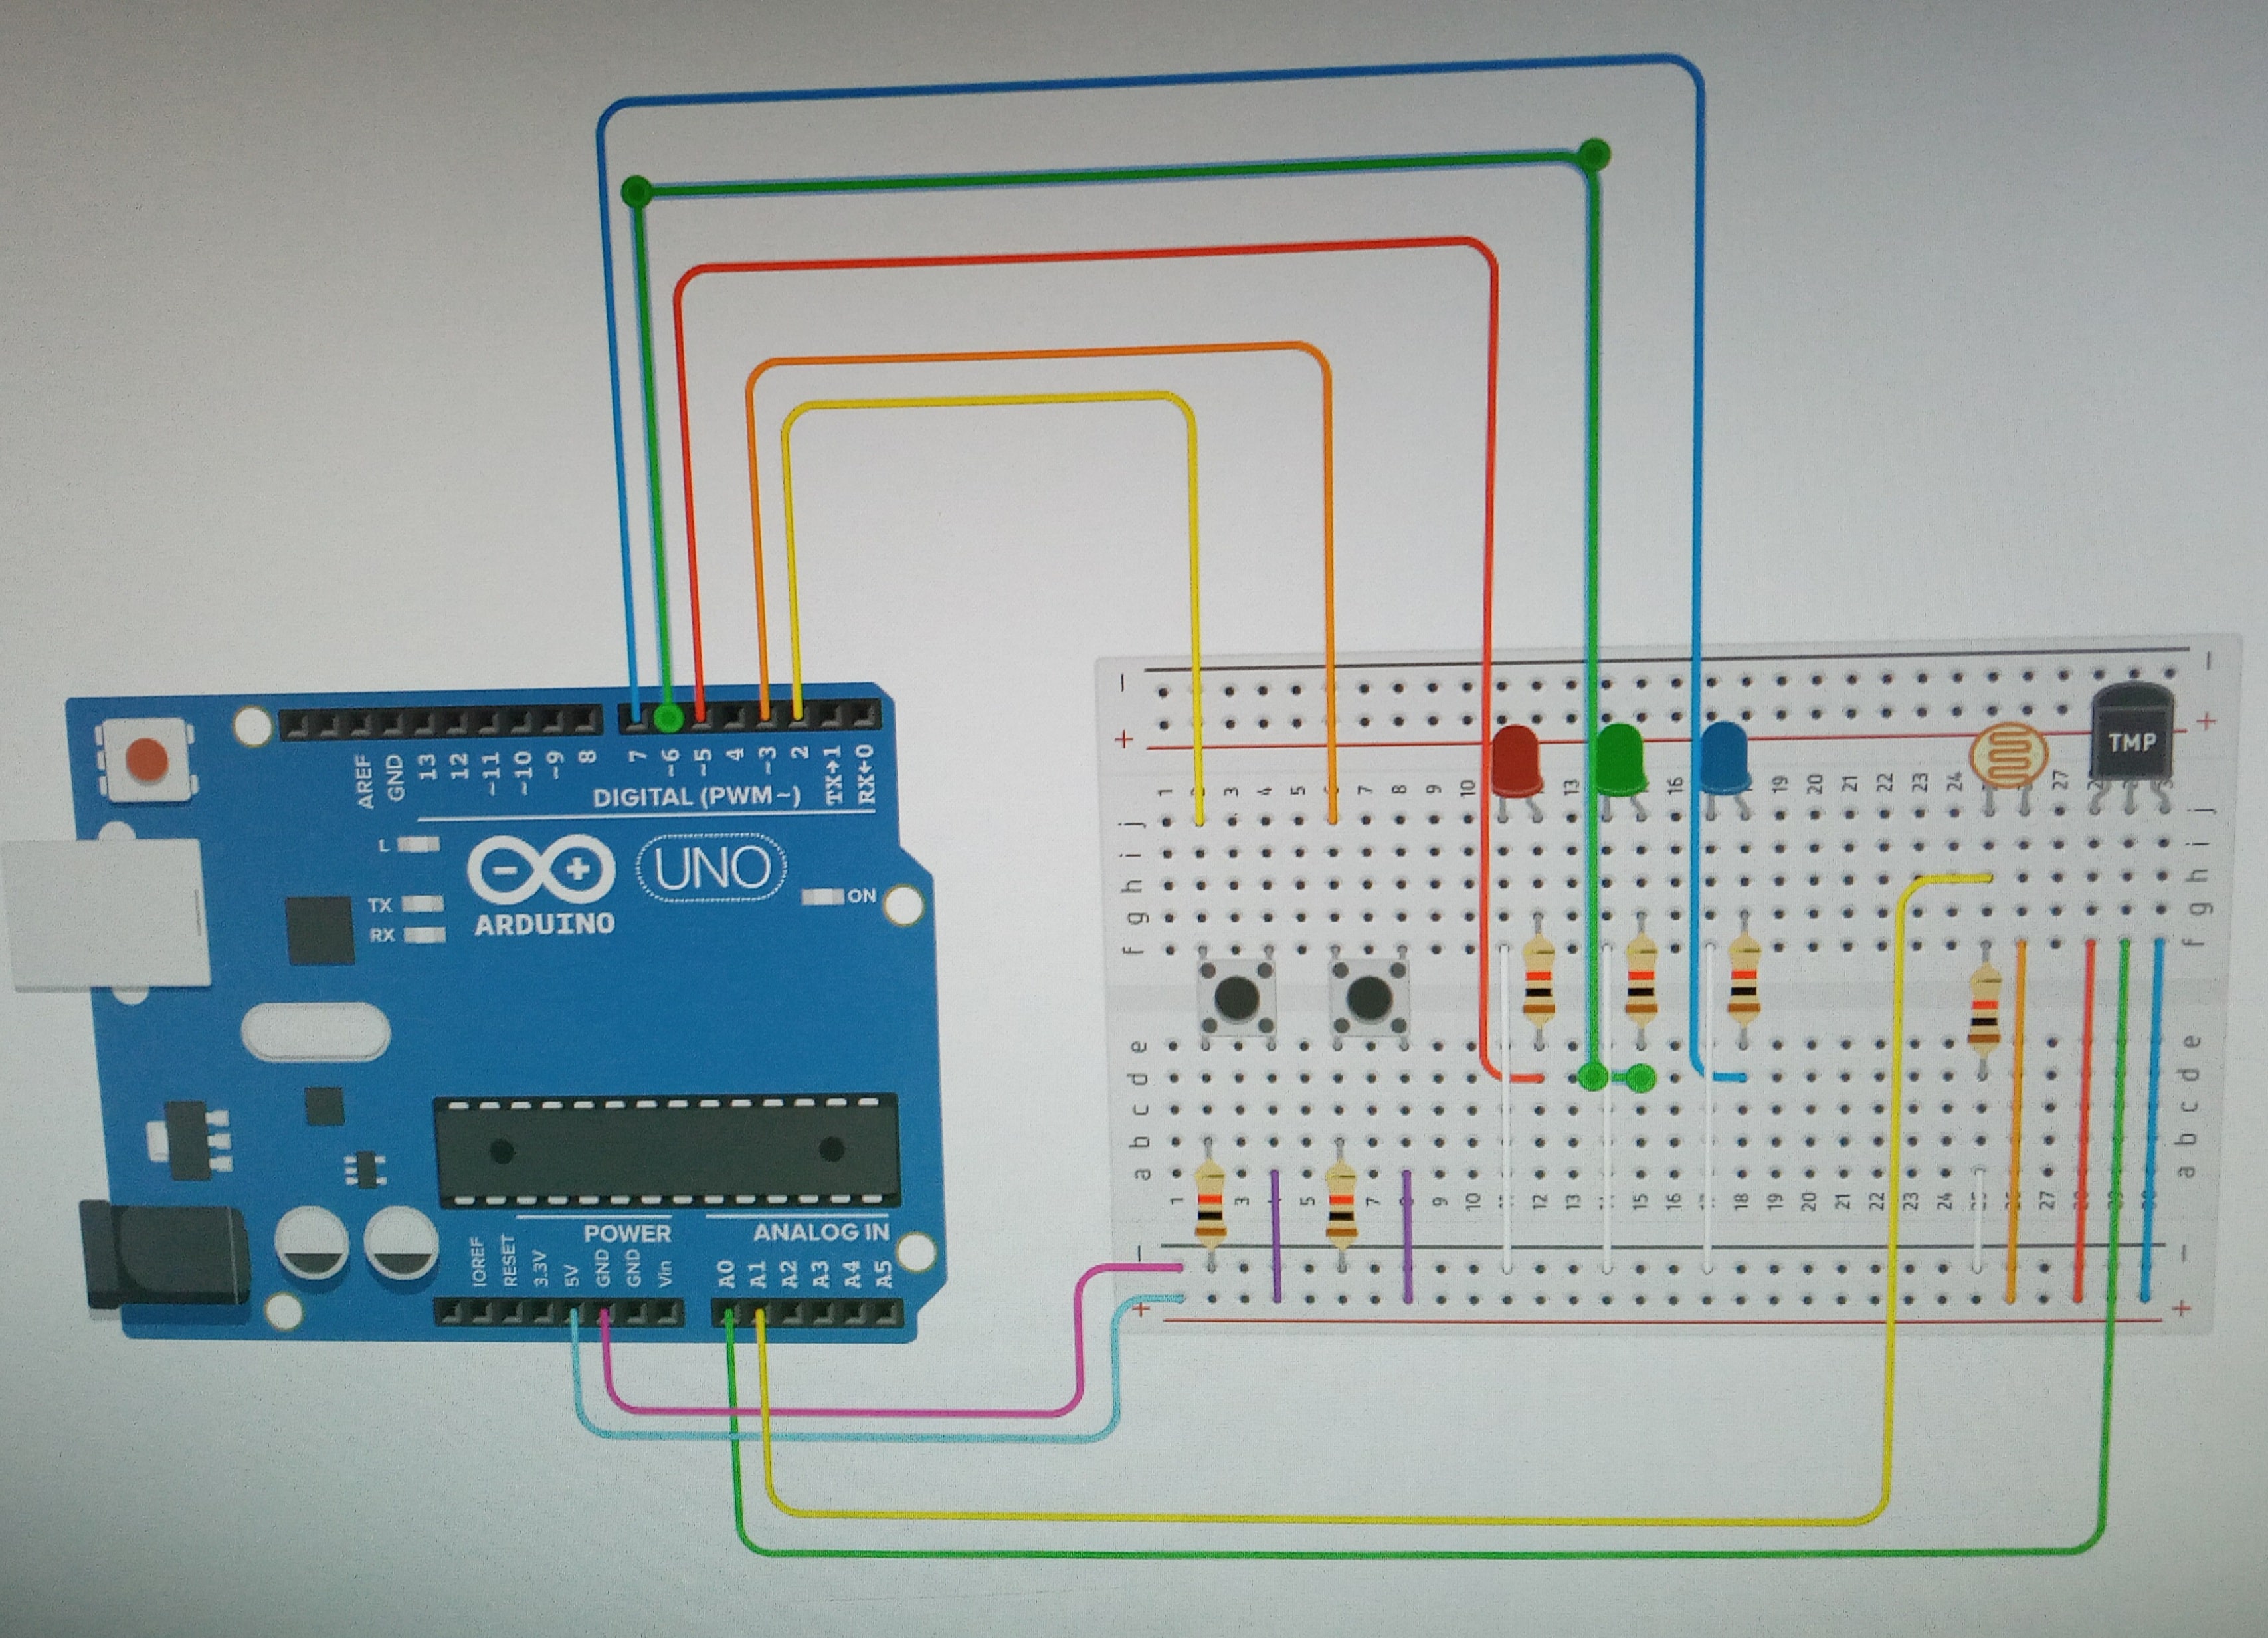 AREF
GND
13
12
~11
~10
~9
8
7
~6
~5
4
~3
2
TX→1
RX←0
DIGITAL (PWM~)
L
TX
RX
UNO
ARDUINO
ON
POWER
ANALOG IN
IOREF
RESET
3.3V
5V
GND
GND
Vin
A0
A1
A2
A3
A4
A5
TMP
− −
+ +
1 3 4 5 7 8 9 10 13 16 19 20 21 22 23 24 27
j j
i i
h h
g g
f f
e e
d d
c c
b b
a a
1 3 5 7 9 10 12 13 15 16 18 19 20 21 22 23 24 27
− −
+ +